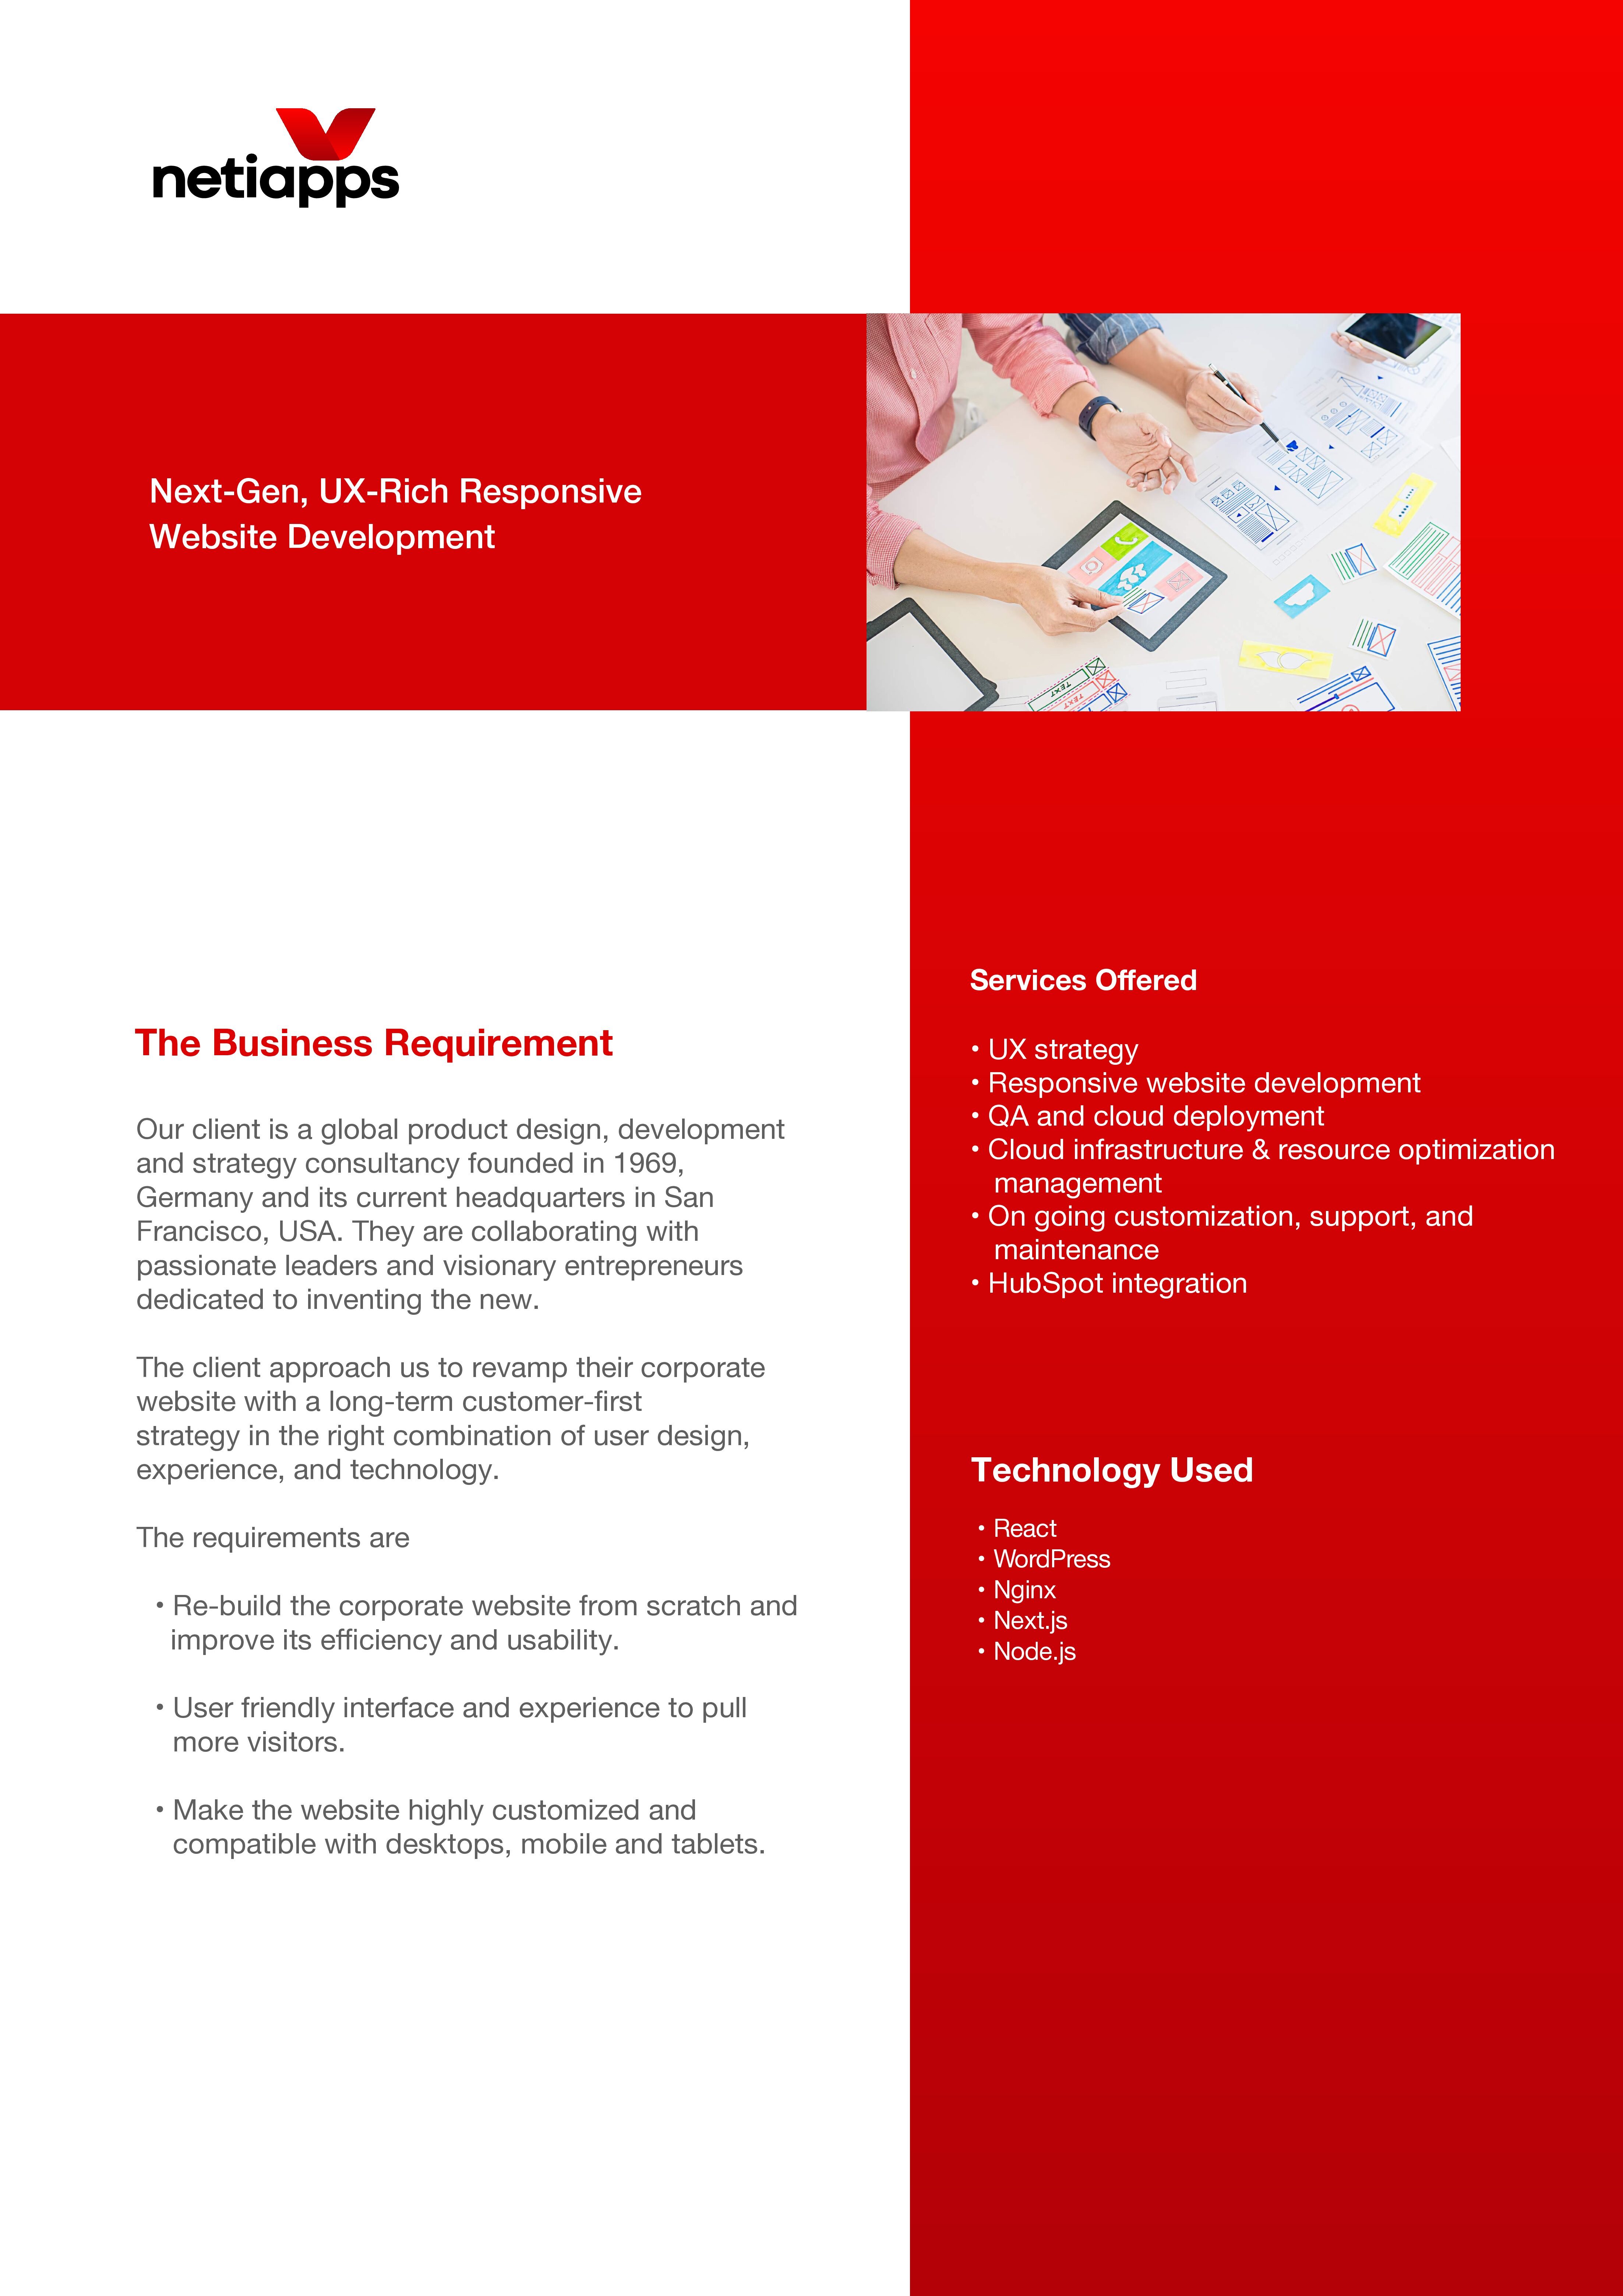 netiapps
Next-Gen, UX-Rich Responsive
Website Development
The Business Requirement
Our client is a global product design, development
and strategy consultancy founded in 1969,
Germany and its current headquarters in San
Francisco, USA. They are collaborating with
passionate leaders and visionary entrepreneurs
dedicated to inventing the new.
The client approach us to revamp their corporate
website with a long-term customer-first
strategy in the right combination of user design,
experience, and technology.
The requirements are
• Re-build the corporate website from scratch and
improve its efficiency and usability.
• User friendly interface and experience to pull
more visitors.
• Make the website highly customized and
compatible with desktops, mobile and tablets.
Services Offered
• UX strategy
• Responsive website development
• QA and cloud deployment
• Cloud infrastructure & resource optimization
management
• On going customization, support, and
maintenance
• HubSpot integration
Technology Used
• React
• WordPress
• Nginx
• Next.js
• Node.js
TEXT
TEXT